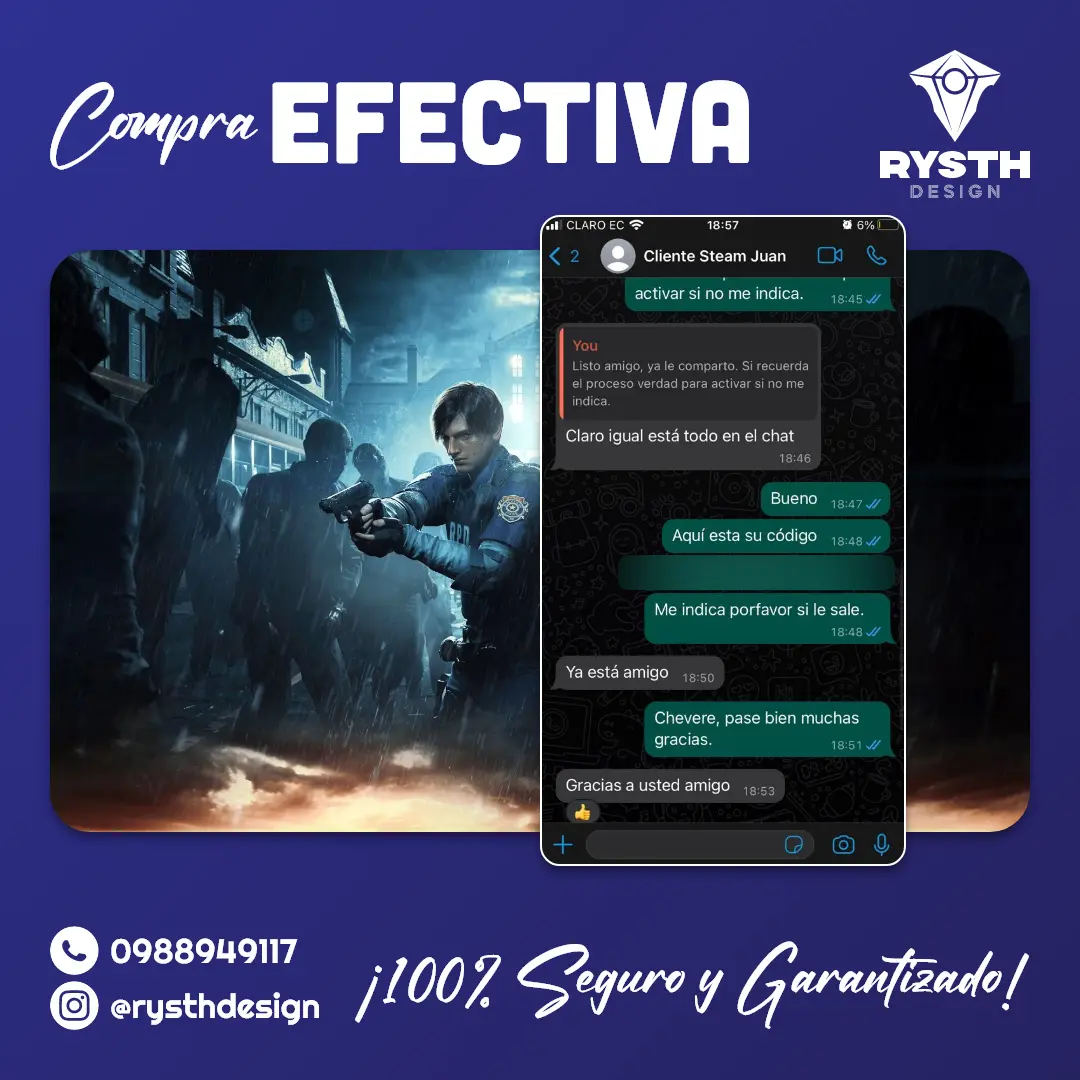 Compra EFECTIVA
RYSTH
DESIGN
CLARO EC 18:57 6%
2 Cliente Steam Juan
activar si no me indica. 18:45
You
Listo amigo, ya le comparto. Si recuerda
el proceso verdad para activar si no me
indica.
Claro igual está todo en el chat
18:46
Bueno 18:47
Aquí esta su código 18:48
Me indica porfavor si le sale.
18:48
Ya está amigo 18:50
Chevere, pase bien muchas
gracias. 18:51
Gracias a usted amigo 18:53
RPD
0988949117
@rysthdesign
¡100% Seguro y Garantizado!